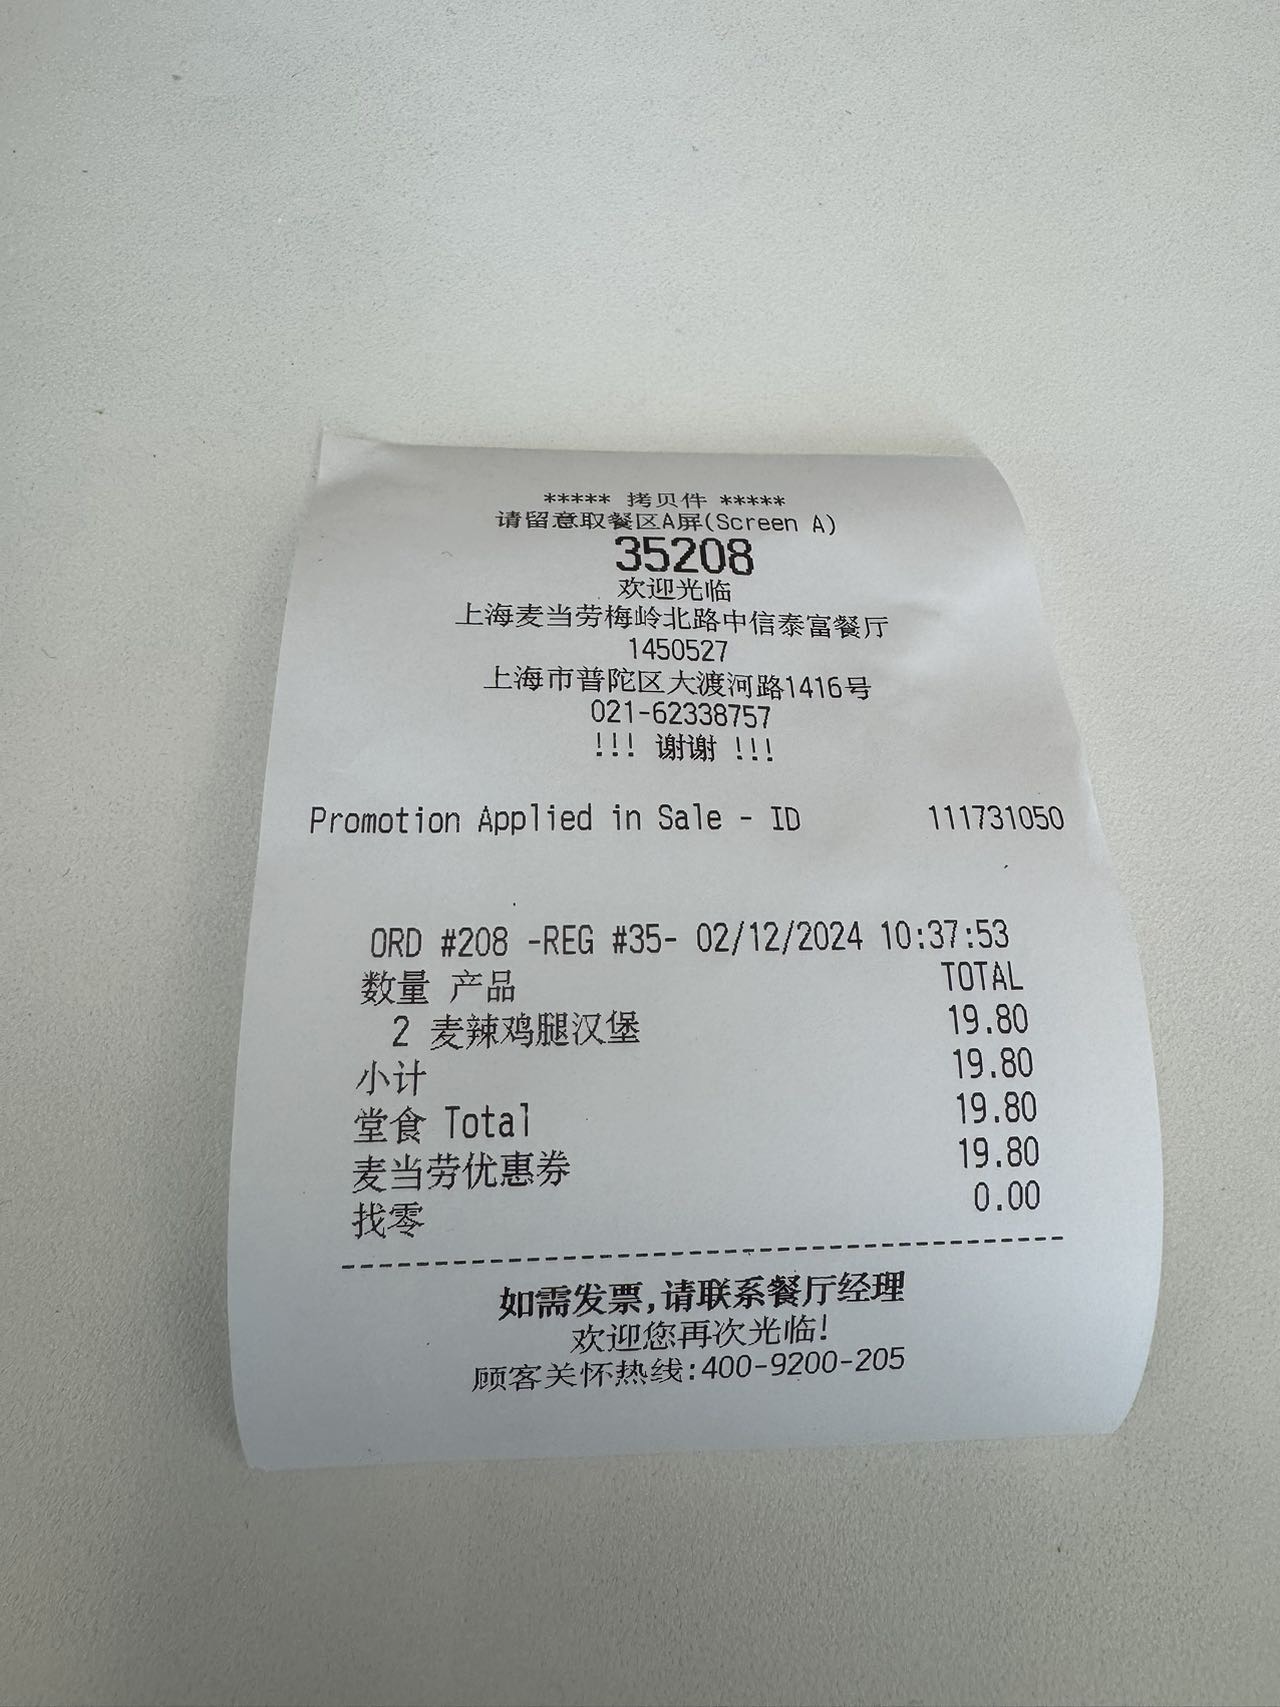 ***** 拷贝件 *****
请留意取餐区A屏(Screen A)
35208
欢迎光临
上海麦当劳梅岭北路中信泰富餐厅
1450527
上海市普陀区大渡河路1416号
021-62338757
!!! 谢谢 !!!
Promotion Applied in Sale - ID 111731050
ORD #208 -REG #35- 02/12/2024 10:37:53
数量 产品 TOTAL
2 麦辣鸡腿汉堡 19.80
小计 19.80
堂食 Total 19.80
麦当劳优惠券 19.80
找零 0.00
--------------------------------------------
如需发票,请联系餐厅经理
欢迎您再次光临!
顾客关怀热线:400-9200-205